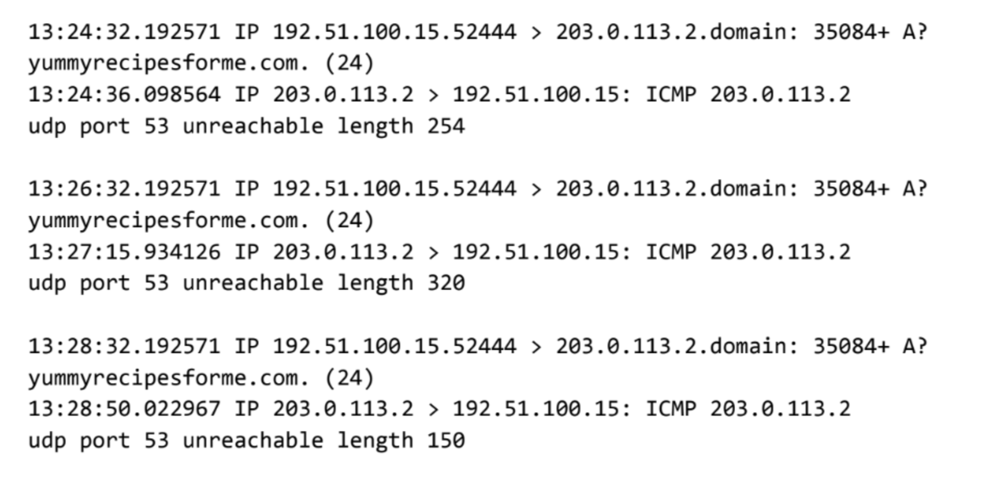 13:24:32.192571 IP 192.51.100.15.52444 > 203.0.113.2.domain: 35084+ A?
yummyrecipesforme.com. (24)
13:24:36.098564 IP 203.0.113.2 > 192.51.100.15: ICMP 203.0.113.2
udp port 53 unreachable length 254
13:26:32.192571 IP 192.51.100.15.52444 > 203.0.113.2.domain: 35084+ A?
yummyrecipesforme.com. (24)
13:27:15.934126 IP 203.0.113.2 > 192.51.100.15: ICMP 203.0.113.2
udp port 53 unreachable length 320
13:28:32.192571 IP 192.51.100.15.52444 > 203.0.113.2.domain: 35084+ A?
yummyrecipesforme.com. (24)
13:28:50.022967 IP 203.0.113.2 > 192.51.100.15: ICMP 203.0.113.2
udp port 53 unreachable length 150